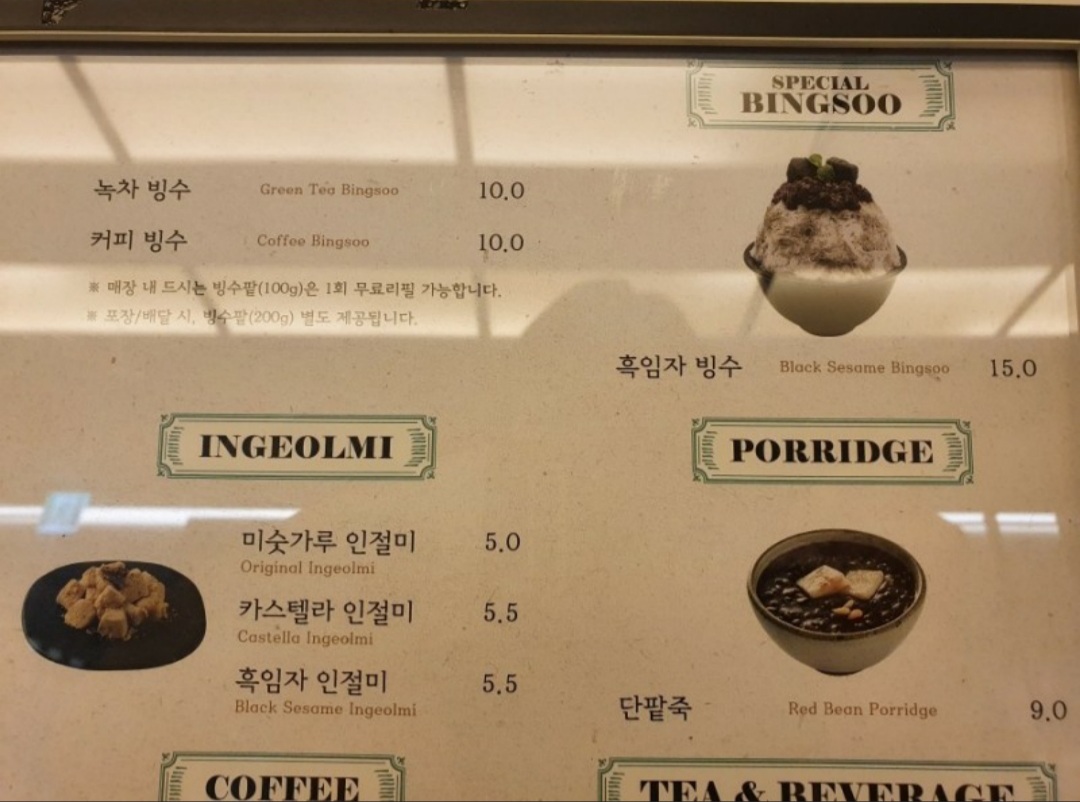 SPECIAL
BINGSOO
녹차 빙수 Green Tea Bingsoo 10.0
커피 빙수 Coffee Bingsoo 10.0
※ 매장 내 드시는 빙수팥(100g)은 1회 무료리필 가능합니다.
※ 포장/배달 시, 빙수팥(200g) 별도 제공됩니다.
흑임자 빙수 Black Sesame Bingsoo 15.0
INGEOLMI
미숫가루 인절미 5.0
Original Ingeolmi
카스텔라 인절미 5.5
Castella Ingeolmi
흑임자 인절미 5.5
Black Sesame Ingeolmi
PORRIDGE
단팥죽 Red Bean Porridge 9.0
COFFEE
TEA & BEVERAGE